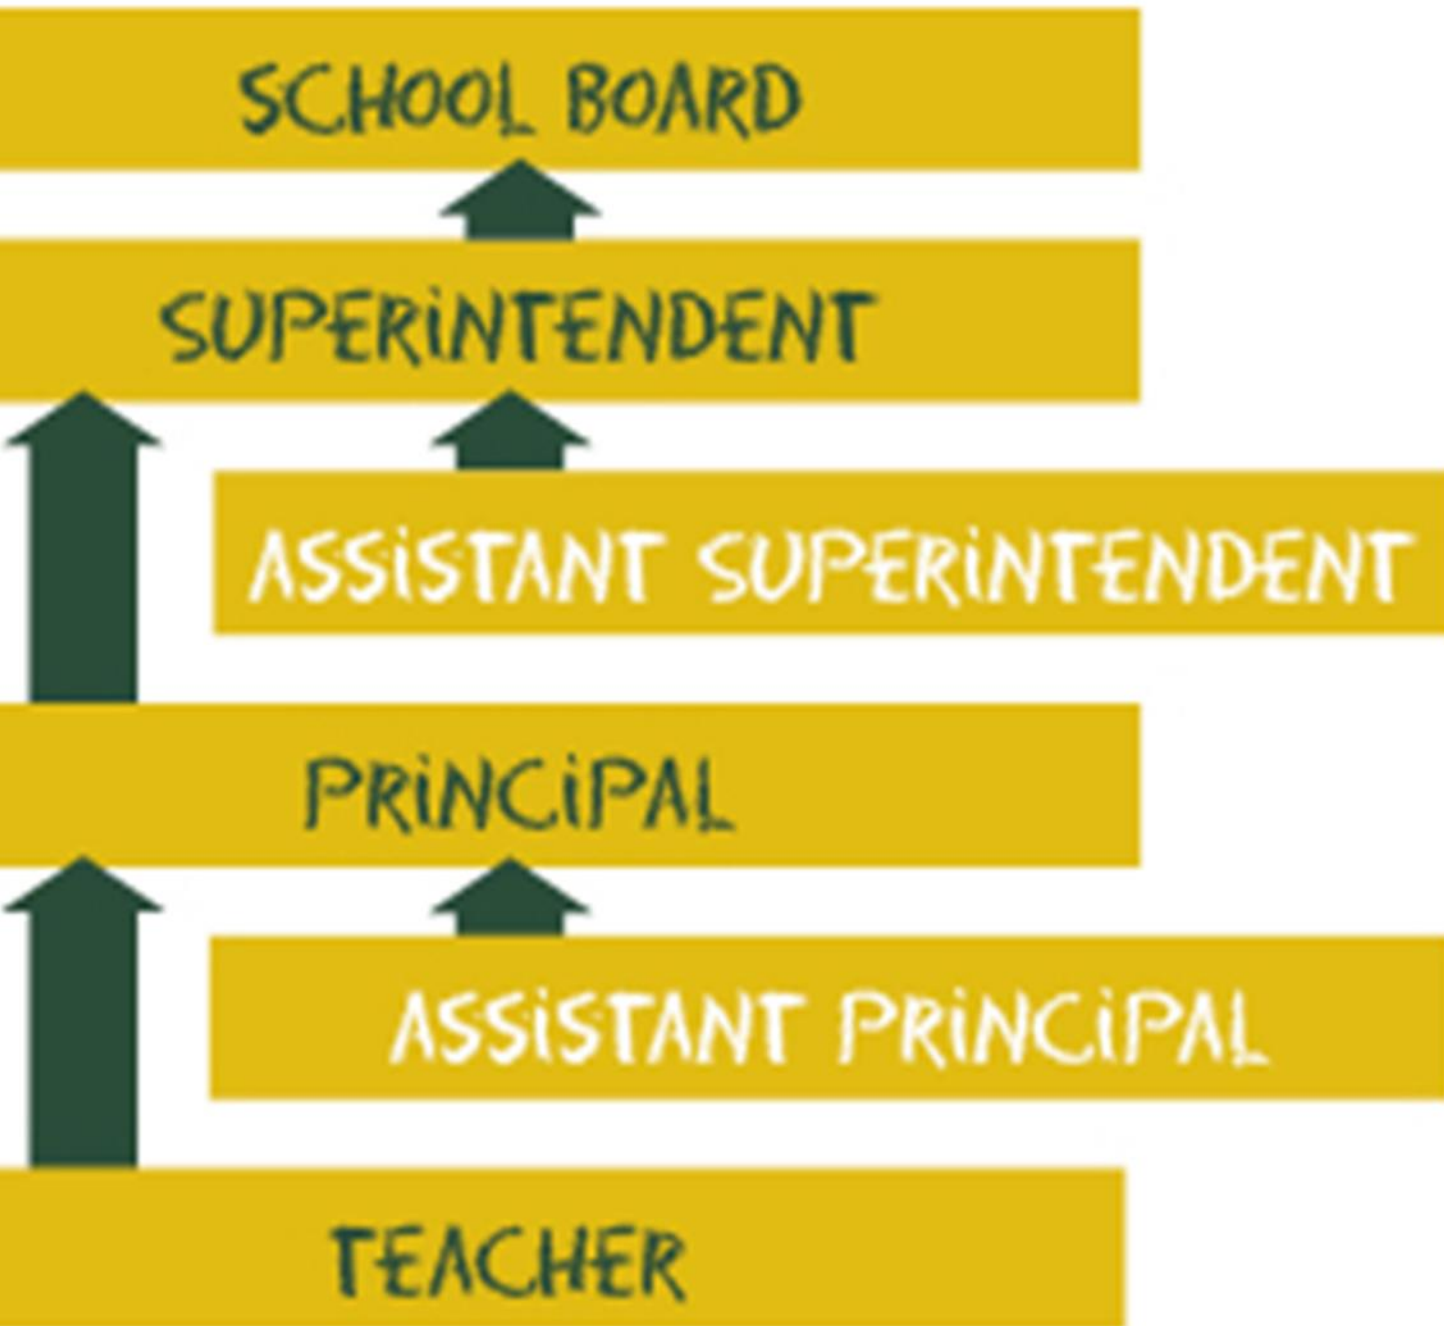 SCHOOL BOARD
SUPERiNTENDENT
ASSiSTANT SUPERiNTENDENT
PRiNCiPAL
ASSiSTANT PRiNCiPAL
TEACHER